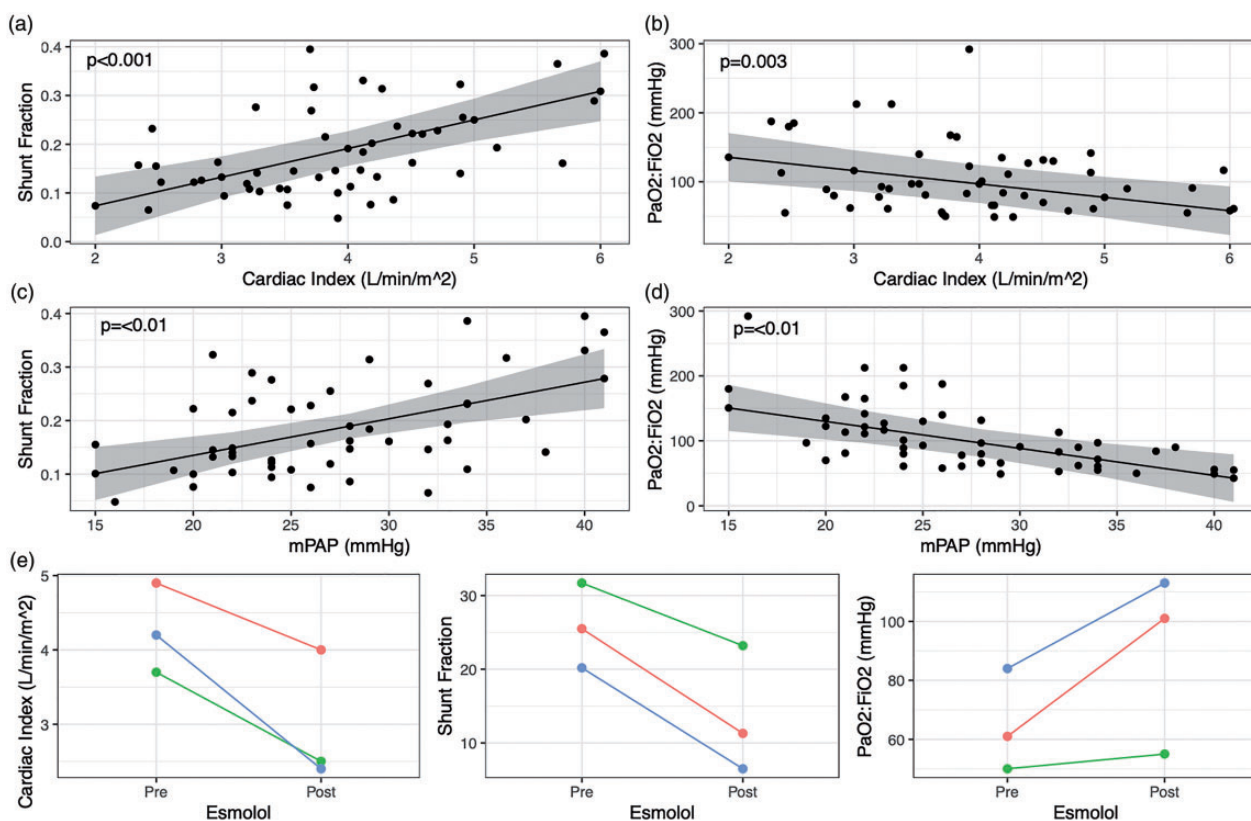 (a)
p<0.001
Shunt Fraction
0.4
0.3
0.2
0.1
0.0
2
3
4
5
6
Cardiac Index (L/min/m^2)
(b)
p=0.003
PaO2:FiO2 (mmHg)
300
200
100
0
2
3
4
5
6
Cardiac Index (L/min/m^2)
(c)
p=<0.01
Shunt Fraction
0.4
0.3
0.2
0.1
15
20
25
30
35
40
mPAP (mmHg)
(d)
p=<0.01
PaO2:FiO2 (mmHg)
300
200
100
0
15
20
25
30
35
40
mPAP (mmHg)
(e)
Cardiac Index (L/min/m^2)
5
4
3
Pre
Post
Esmolol
Shunt Fraction
30
20
10
Pre
Post
Esmolol
PaO2:FiO2 (mmHg)
100
80
60
Pre
Post
Esmolol